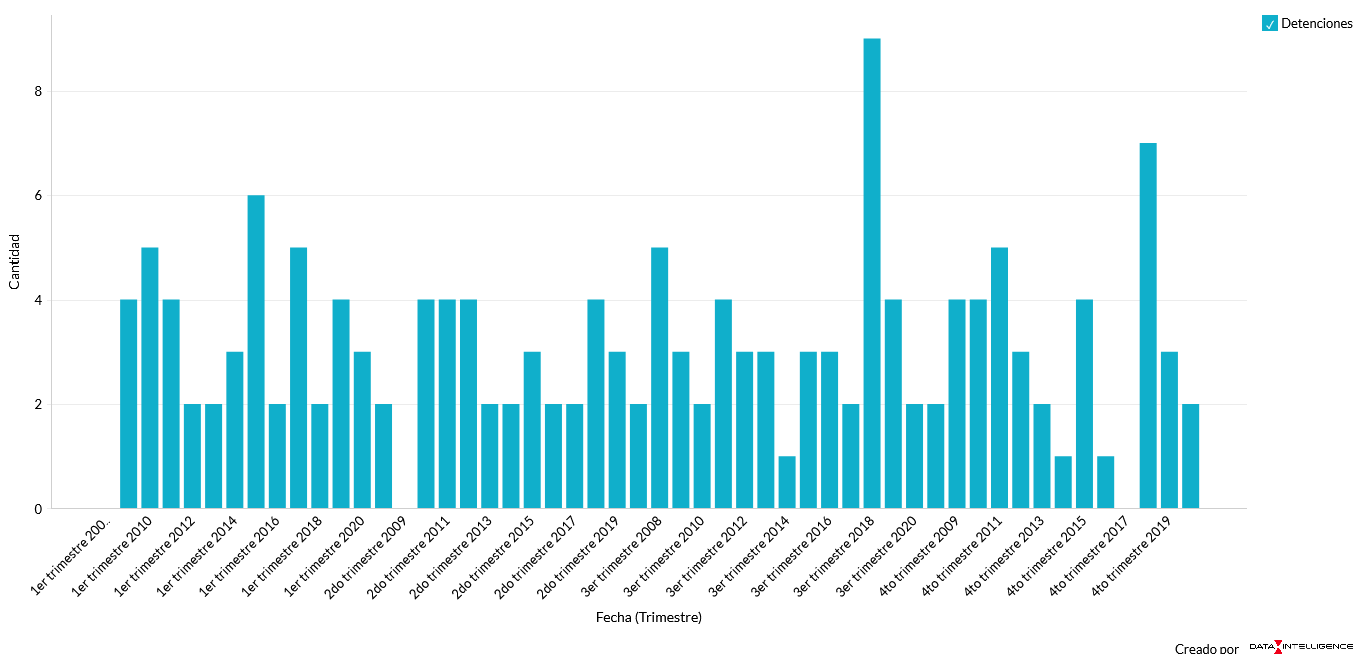 Detenciones
8
6
4
2
0
Cantidad
1er trimestre 200..
1er trimestre 2010
1er trimestre 2012
1er trimestre 2014
1er trimestre 2016
1er trimestre 2018
1er trimestre 2020
2do trimestre 2009
2do trimestre 2011
2do trimestre 2013
2do trimestre 2015
2do trimestre 2017
2do trimestre 2019
3er trimestre 2008
3er trimestre 2010
3er trimestre 2012
3er trimestre 2014
3er trimestre 2016
3er trimestre 2018
3er trimestre 2020
4to trimestre 2009
4to trimestre 2011
4to trimestre 2013
4to trimestre 2015
4to trimestre 2017
4to trimestre 2019
Fecha (Trimestre)
Creado por DATA INTELLIGENCE